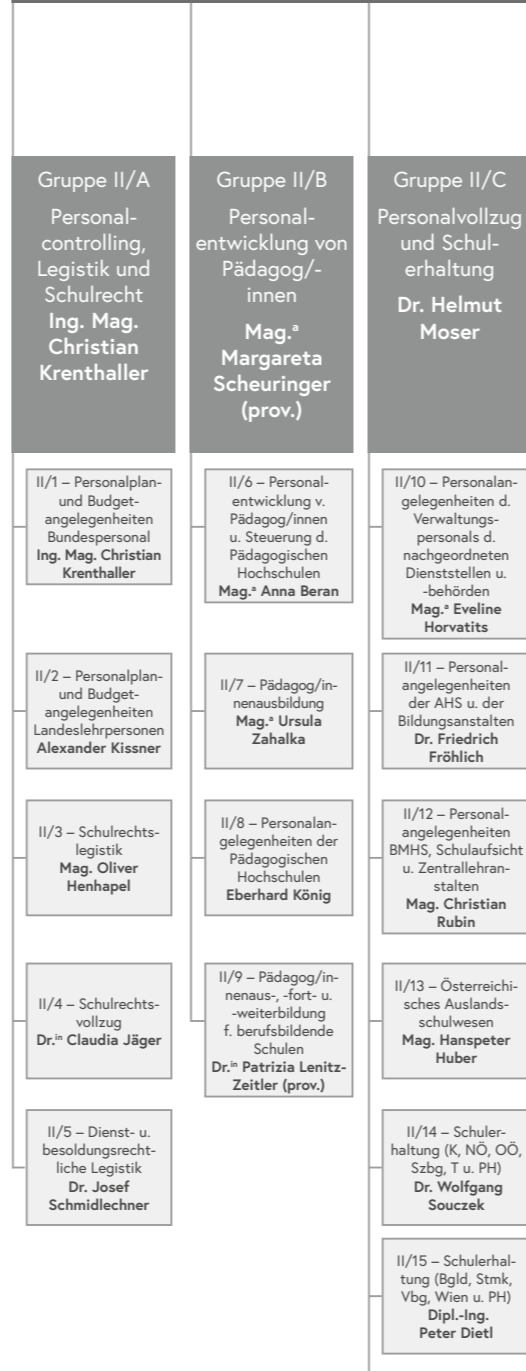 Gruppe II/A
Personal-
controlling,
Legistik und
Schulrecht
Ing. Mag.
Christian
Krenthaller
II/1 – Personalplan-
und Budget-
angelegenheiten
Bundespersonal
Ing. Mag. Christian
Krenthaller
II/2 – Personalplan-
und Budget-
angelegenheiten
Landeslehrpersonen
Alexander Kissner
II/3 – Schulrechts-
legistik
Mag. Oliver
Henhapel
II/4 – Schulrechts-
vollzug
Dr.ⁱⁿ Claudia Jäger
II/5 – Dienst- u.
besoldungsrecht-
liche Legistik
Dr. Josef
Schmidlechner
Gruppe II/B
Personal-
entwicklung von
Pädagog/-
innen
Mag.ᵃ
Margareta
Scheuringer
(prov.)
II/6 – Personal-
entwicklung v.
Pädagog/innen
u. Steuerung d.
Pädagogischen
Hochschulen
Mag.ᵃ Anna Beran
II/7 – Pädagog/in-
nenausbildung
Mag.ᵃ Ursula
Zahalka
II/8 – Personalan-
gelegenheiten der
Pädagogischen
Hochschulen
Eberhard König
II/9 – Pädagog/in-
nenaus-, -fort- u.
-weiterbildung
f. berufsbildende
Schulen
Dr.ⁱⁿ Patrizia Lenitz-
Zeitler (prov.)
Gruppe II/C
Personalvollzug
und Schul-
erhaltung
Dr. Helmut
Moser
II/10 – Personalan-
gelegenheiten d.
Verwaltungs-
personals d.
nachgeordneten
Dienststellen u.
-behörden
Mag.ᵃ Eveline
Horvatits
II/11 – Personal-
angelegenheiten
der AHS u. der
Bildungsanstalten
Dr. Friedrich
Fröhlich
II/12 – Personal-
angelegenheiten
BMHS, Schulaufsicht
u. Zentrallehran-
stalten
Mag. Christian
Rubin
II/13 – Österreichi-
sches Auslands-
schulwesen
Mag. Hanspeter
Huber
II/14 – Schuler-
haltung (K, NÖ, OÖ,
Szbg, T u. PH)
Dr. Wolfgang
Souczek
II/15 – Schulerhal-
tung (Bgld, Stmk,
Vbg, Wien u. PH)
Dipl.-Ing.
Peter Dietl